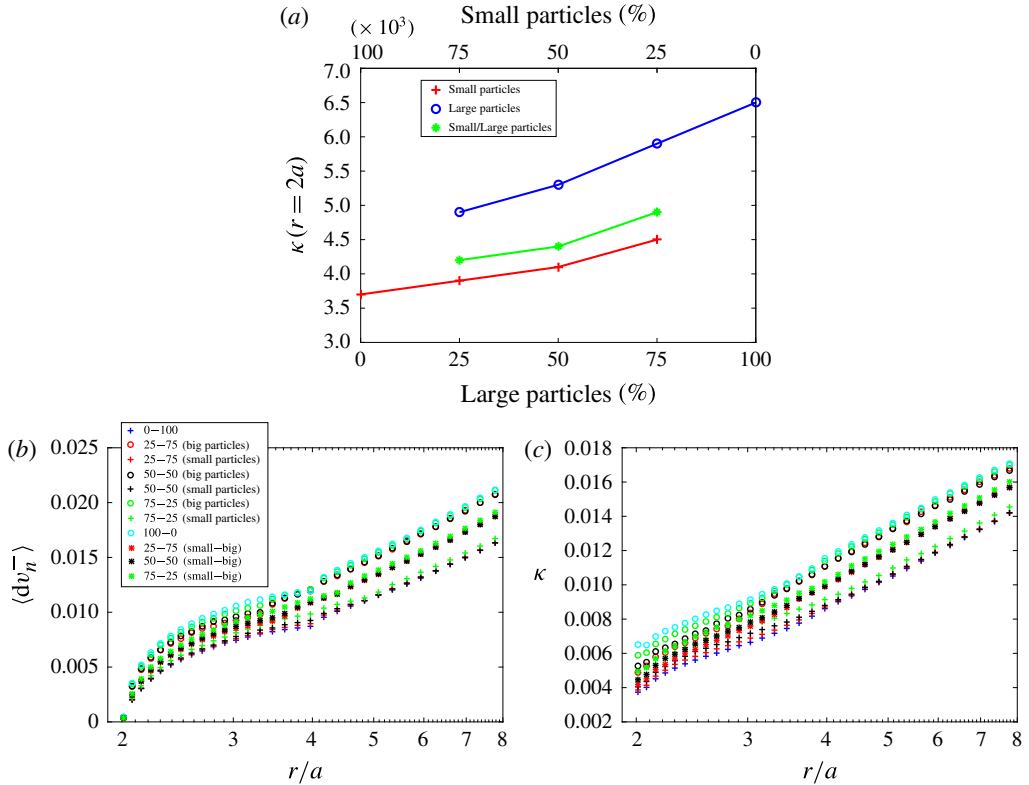 (a)
Small particles (%)
(× 10³)
100 75 50 25 0
7.0
6.5
6.0
5.5
5.0
4.5
4.0
3.5
3.0
κ (r = 2a)
Small particles
Large particles
Small/Large particles
0 25 50 75 100
Large particles (%)
(b)
0.025
0.020
0.015
0.010
0.005
0
⟨dv⁻ₙ⟩
0−100
25−75 (big particles)
25−75 (small particles)
50−50 (big particles)
50−50 (small particles)
75−25 (big particles)
75−25 (small particles)
100−0
25−75 (small−big)
50−50 (small−big)
75−25 (small−big)
2 3 4 5 6 7 8
r/a
(c)
0.018
0.016
0.014
0.012
0.010
0.008
0.006
0.004
0.002
κ
2 3 4 5 6 7 8
r/a